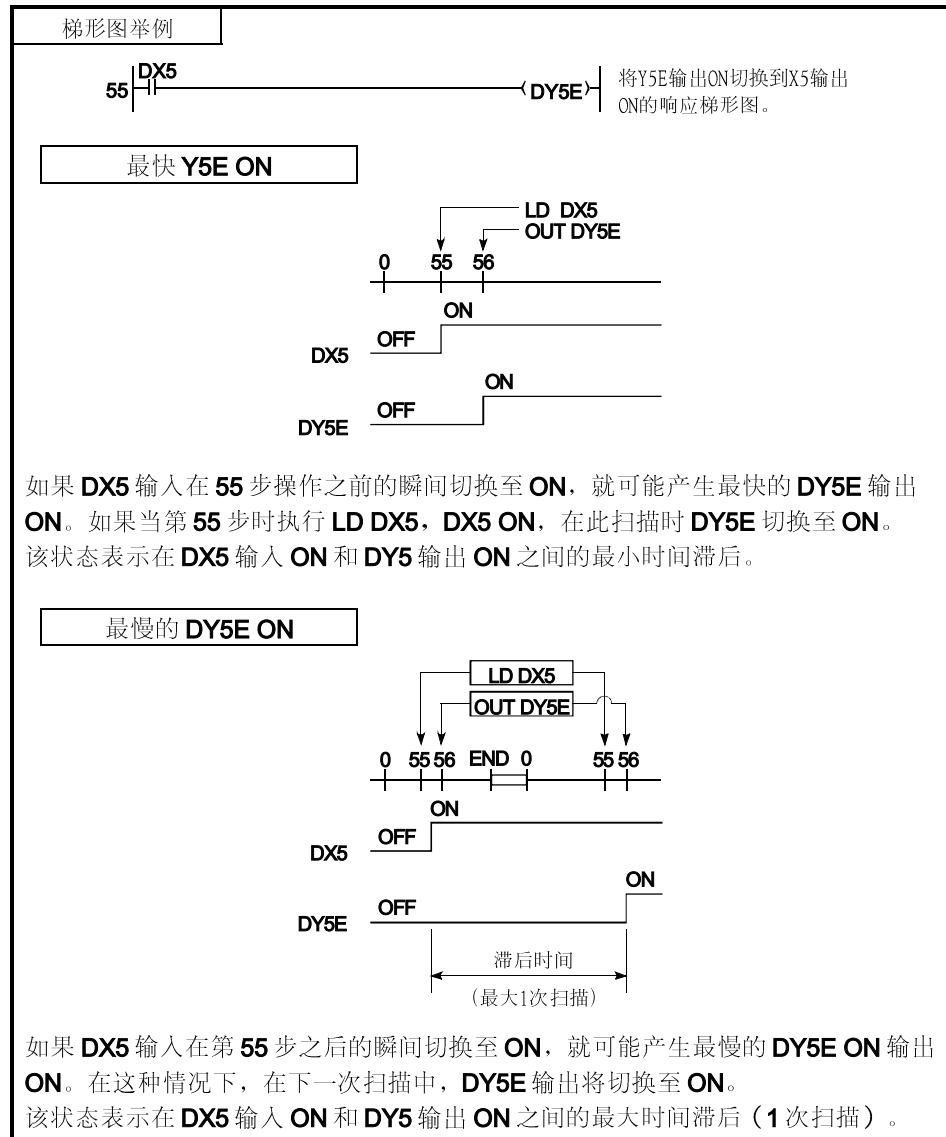 梯形图举例
55 DX5 DY5E 将Y5E输出ON切换到X5输出
ON的响应梯形图。
最快 Y5E ON
LD DX5
OUT DY5E
0 55 56
ON
OFF
DX5
ON
OFF
DY5E
如果 DX5 输入在 55 步操作之前的瞬间切换至 ON，就可能产生最快的 DY5E 输出
ON。如果当第 55 步时执行 LD DX5，DX5 ON，在此扫描时 DY5E 切换至 ON。
该状态表示在 DX5 输入 ON 和 DY5 输出 ON 之间的最小时间滞后。
最慢的 DY5E ON
LD DX5
OUT DY5E
0 55 56 END 0 55 56
ON
OFF
DX5
ON
OFF
DY5E
滞后时间
（最大1次扫描）
如果 DX5 输入在第 55 步之后的瞬间切换至 ON，就可能产生最慢的 DY5E ON 输出
ON。在这种情况下，在下一次扫描中，DY5E 输出将切换至 ON。
该状态表示在 DX5 输入 ON 和 DY5 输出 ON 之间的最大时间滞后（1 次扫描）。